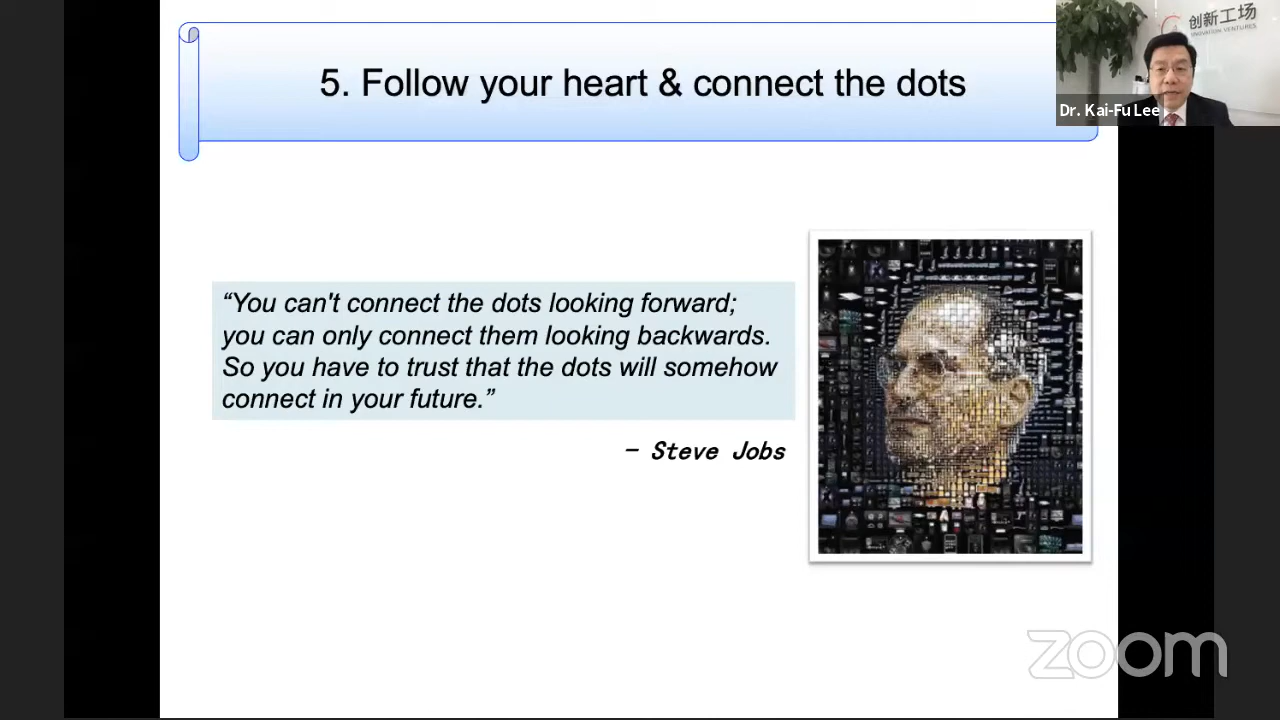 5. Follow your heart & connect the dots
创新工场
INNOVATION VENTURES
Dr. Kai-Fu Lee
“You can't connect the dots looking forward;
you can only connect them looking backwards.
So you have to trust that the dots will somehow
connect in your future.”
– Steve Jobs
zoom